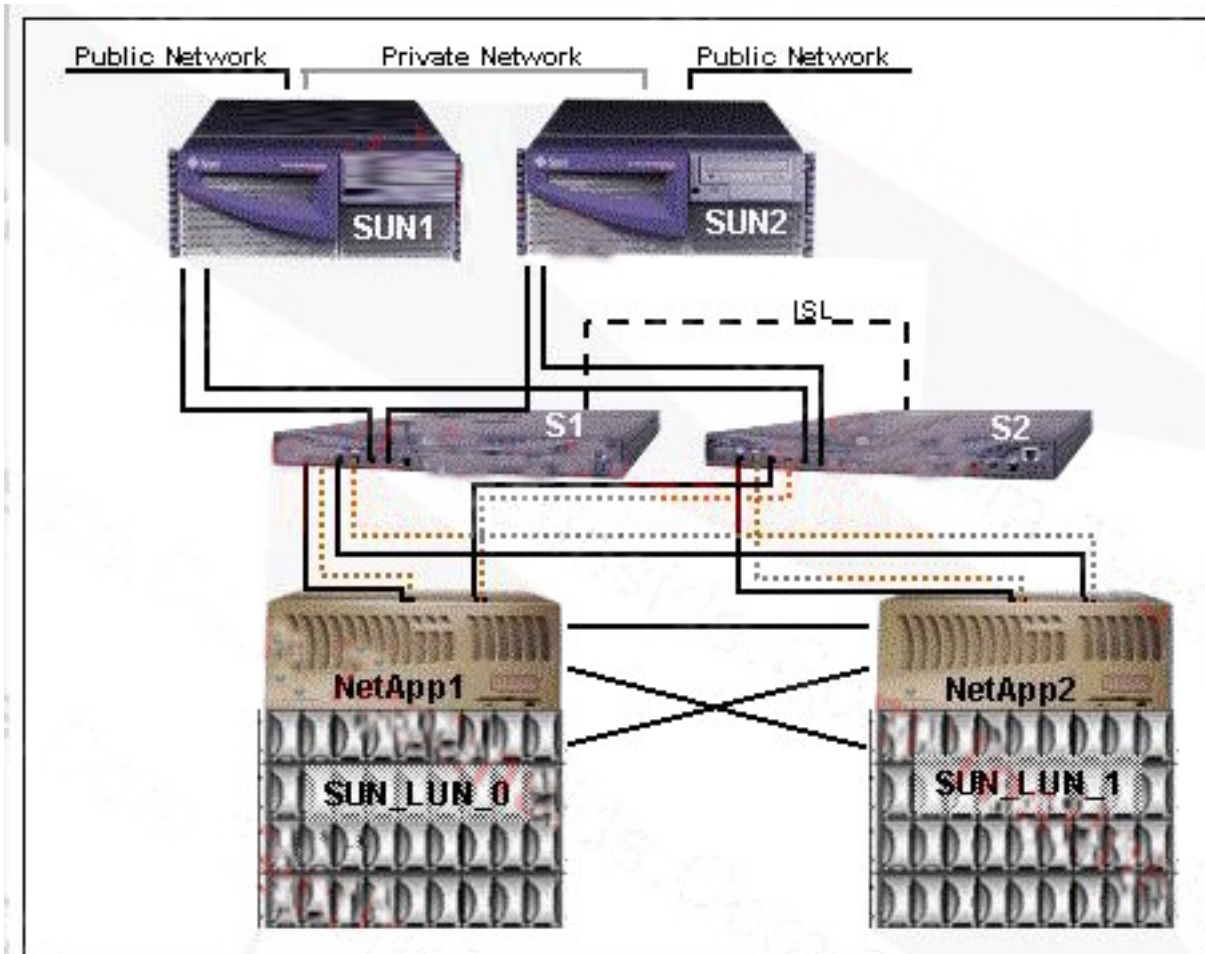 Public Network
Private Network
Public Network
SUN1
SUN2
ISL
S1
S2
NetApp1
NetApp2
SUN_LUN_0
SUN_LUN_1